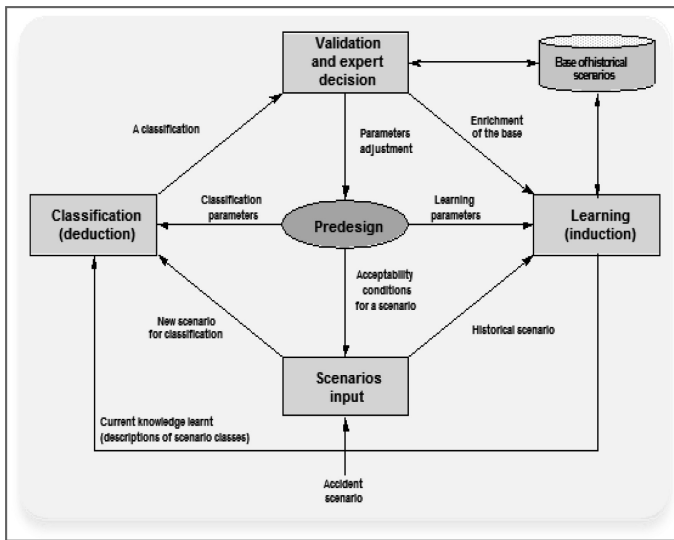 Validation
and expert
decision
Base of historical
scenarios
A classification
Parameters
adjustment
Enrichment
of the base
Classification
(deduction)
Classification
parameters
Predesign
Learning
parameters
Learning
(induction)
Acceptability
conditions
for a scenario
New scenario
for classification
Historical scenario
Scenarios
input
Current knowledge learnt
(descriptions of scenario classes)
Accident
scenario